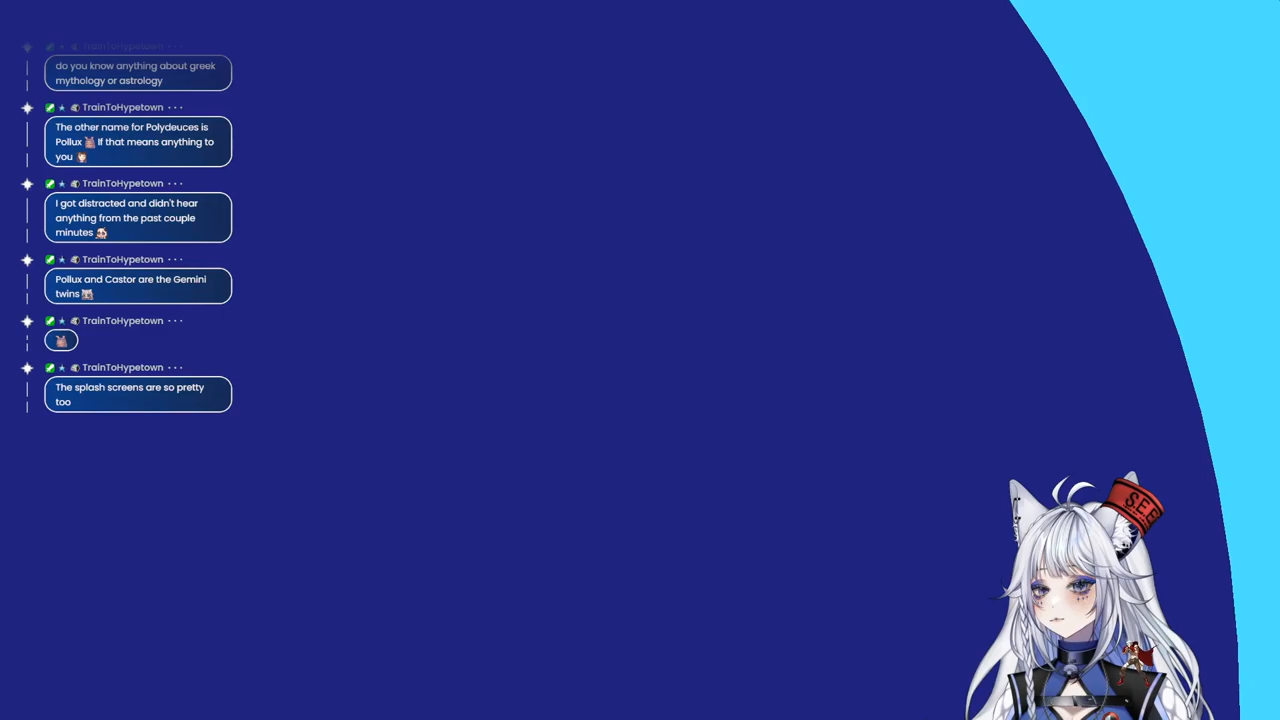 TrainToHypetown
do you know anything about greek
mythology or astrology
TrainToHypetown
The other name for Polydeuces is
Pollux If that means anything to
you
TrainToHypetown
I got distracted and didn't hear
anything from the past couple
minutes
TrainToHypetown
Pollux and Castor are the Gemini
twins
TrainToHypetown
TrainToHypetown
The splash screens are so pretty
too
S.E.E